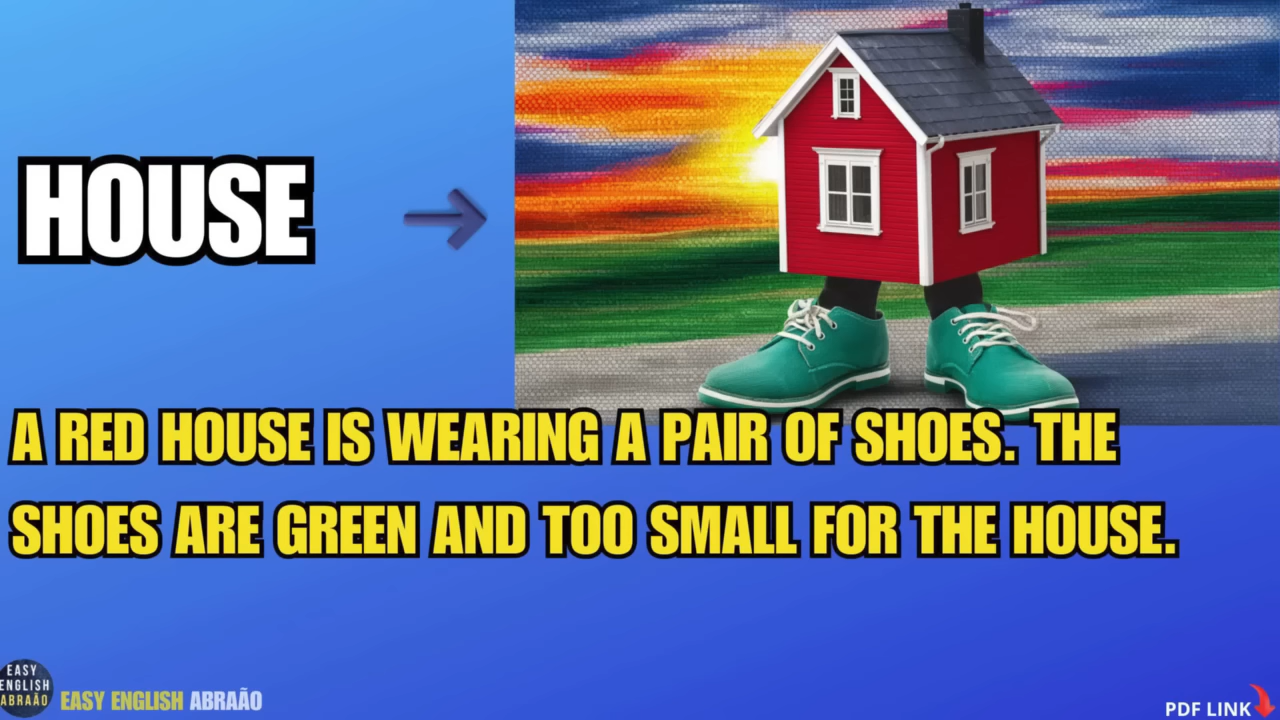 HOUSE
A RED HOUSE IS WEARING A PAIR OF SHOES. THE
SHOES ARE GREEN AND TOO SMALL FOR THE HOUSE.
EASY
ENGLISH
ABRAÃO
EASY ENGLISH ABRAÃO
PDF LINK